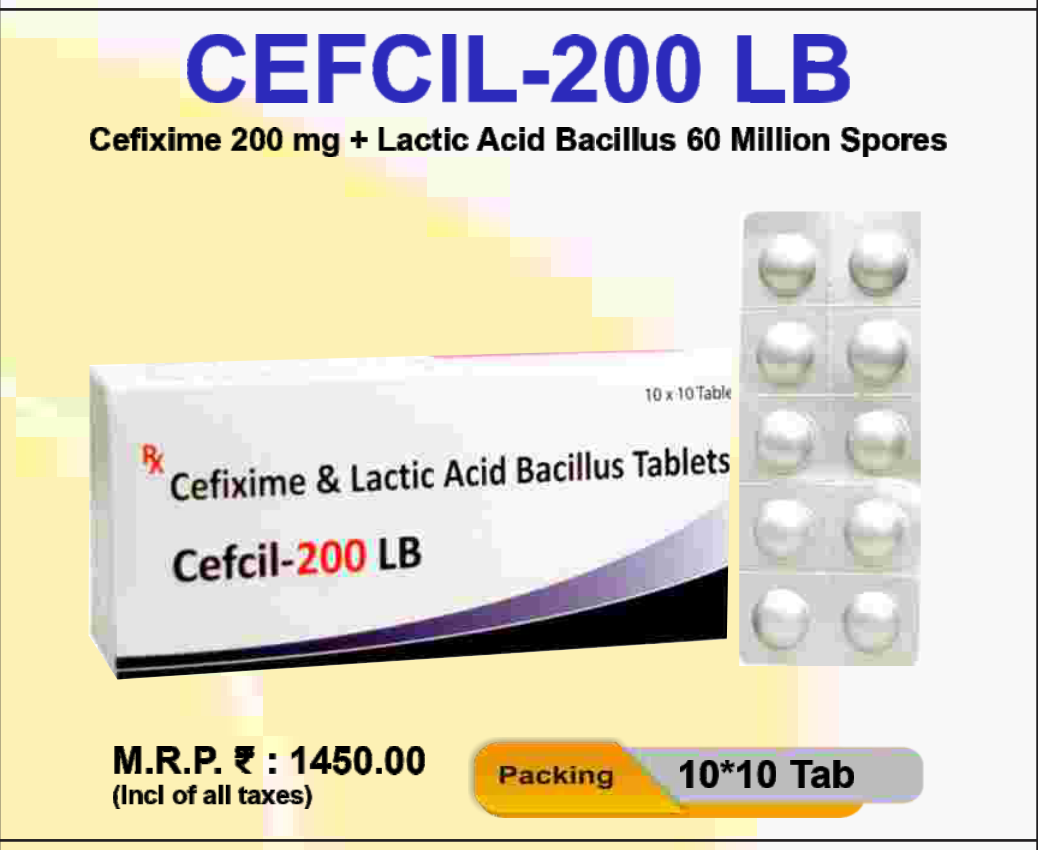 CEFCIL-200 LB
Cefixime 200 mg + Lactic Acid Bacillus 60 Million Spores
10 x 10 Table
Rx
Cefixime & Lactic Acid Bacillus Tablets
Cefcil-200 LB
M.R.P. ₹ : 1450.00
(Incl of all taxes)
Packing
10*10 Tab